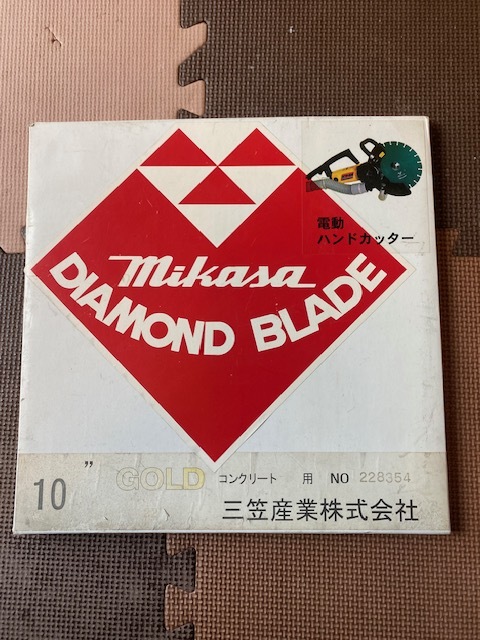 電動
ハンドカッター
mikasa
DIAMOND BLADE
10" GOLD コンクリート 用 NO 228354
三笠産業株式会社